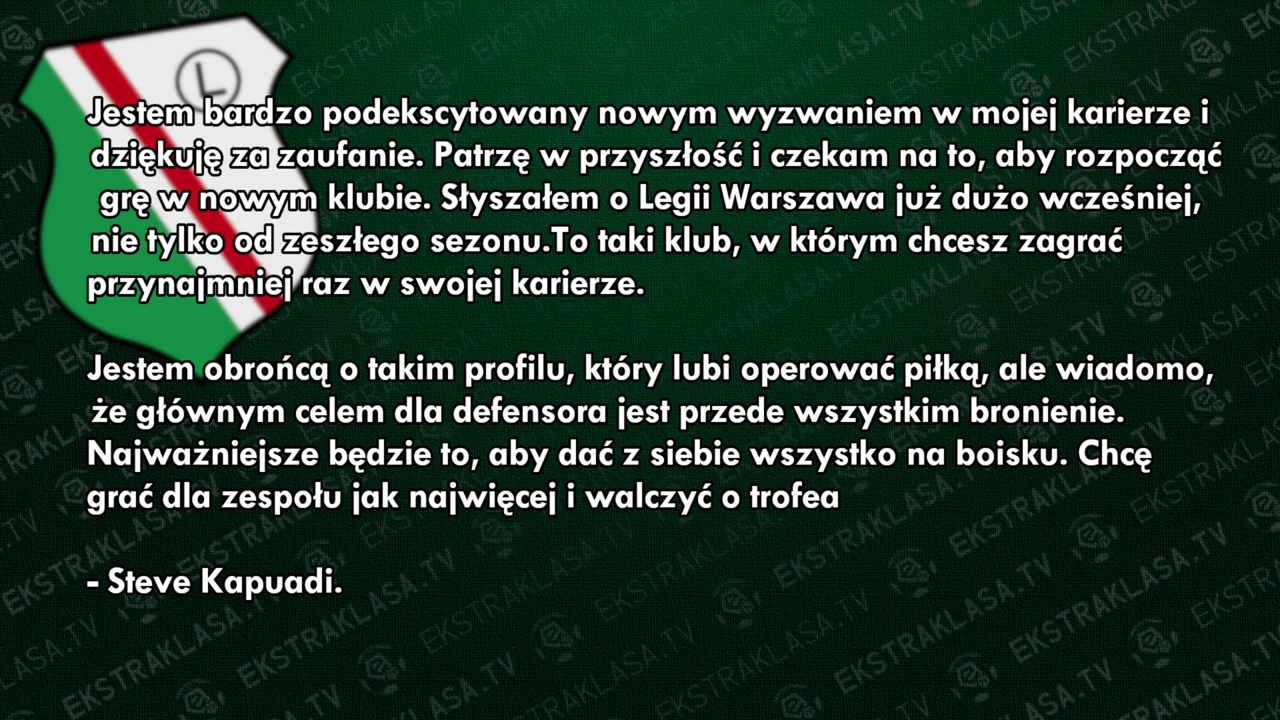 Jestem bardzo podekscytowany nowym wyzwaniem w mojej karierze i
dziękuję za zaufanie. Patrzę w przyszłość i czekam na to, aby rozpocząć
grę w nowym klubie. Słyszałem o Legii Warszawa już dużo wcześniej,
nie tylko od zeszłego sezonu.To taki klub, w którym chcesz zagrać
przynajmniej raz w swojej karierze.
Jestem obrońcą o takim profilu, który lubi operować piłką, ale wiadomo,
że głównym celem dla defensora jest przede wszystkim bronienie.
Najważniejsze będzie to, aby dać z siebie wszystko na boisku. Chcę
grać dla zespołu jak najwięcej i walczyć o trofea
- Steve Kapuadi.
L
EKSTRAKLASA.TV